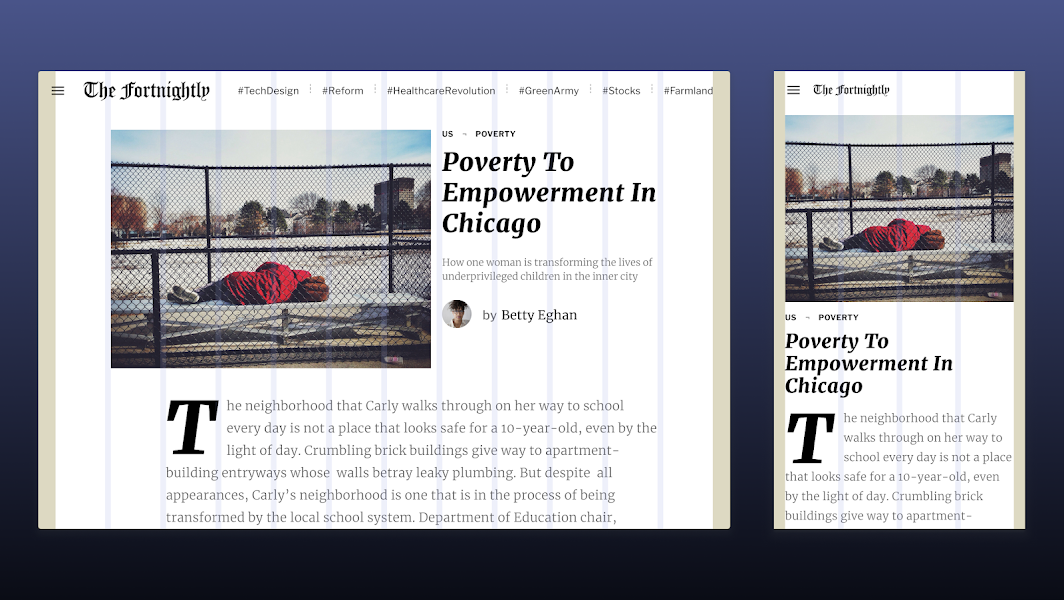 The Fortnightly
#TechDesign #Reform #HealthcareRevolution #GreenArmy #Stocks #Farmland
US → POVERTY
Poverty To
Empowerment In
Chicago
How one woman is transforming the lives of
underprivileged children in the inner city
by Betty Eghan
The neighborhood that Carly walks through on her way to school
every day is not a place that looks safe for a 10-year-old, even by the
light of day. Crumbling brick buildings give way to apartment-
building entryways whose walls betray leaky plumbing. But despite all
appearances, Carly's neighborhood is one that is in the process of being
transformed by the local school system. Department of Education chair,
The Fortnightly
US → POVERTY
Poverty To
Empowerment In
Chicago
The neighborhood that Carly
walks through on her way to
school every day is not a place
that looks safe for a 10-year-old, even
by the light of day. Crumbling brick
buildings give way to apartment-